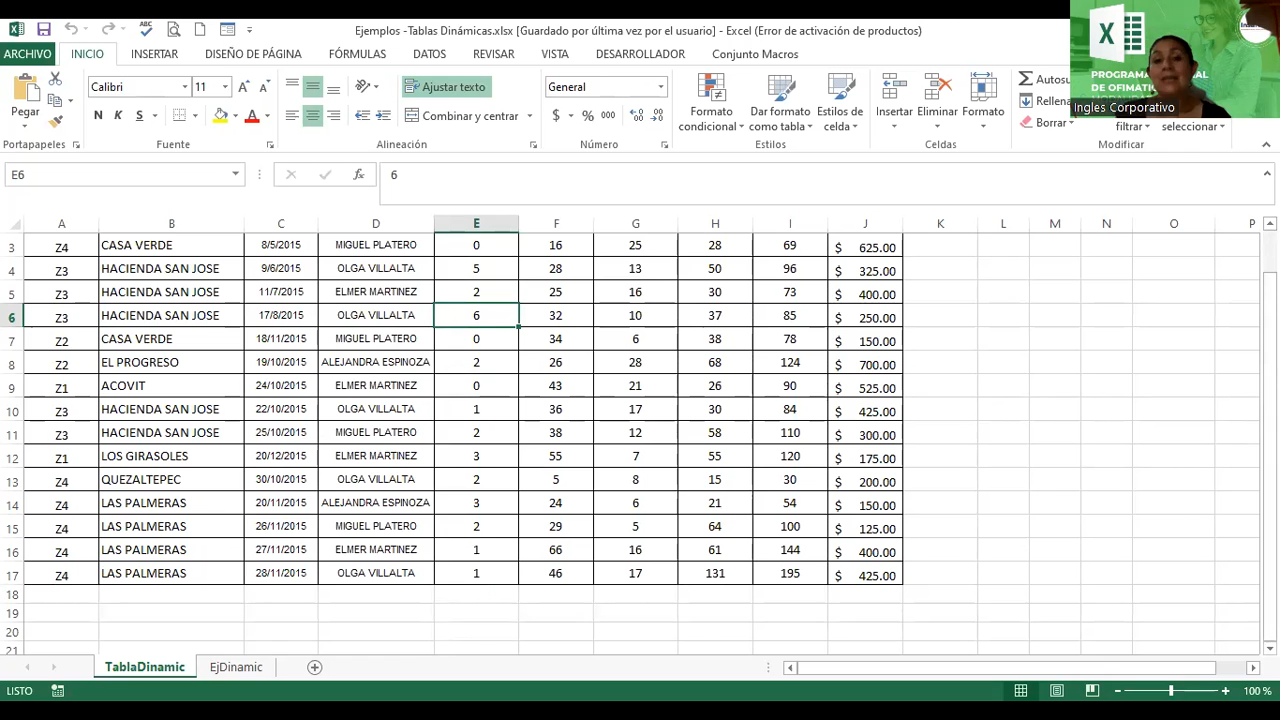 Ejemplos -Tablas Dinámicas.xlsx [Guardado por última vez por el usuario] - Excel (Error de activación de productos)
ARCHIVO INICIO INSERTAR DISEÑO DE PÁGINA FÓRMULAS DATOS REVISAR VISTA DESARROLLADOR Conjunto Macros
Pegar
Portapapeles
Calibri 11
N K S
Fuente
Ajustar texto
Combinar y centrar
Alineación
General
$ % 000
Número
Formato condicional
Dar formato como tabla
Estilos de celda
Estilos
Insertar
Eliminar
Formato
Celdas
Borrar
filtrar
seleccionar
Modificar
Ingles Corporativo
E6 6
A B C D E F G H I J K L M N O P
3 Z4 CASA VERDE 8/5/2015 MIGUEL PLATERO 0 16 25 28 69 $ 625.00
4 Z3 HACIENDA SAN JOSE 9/6/2015 OLGA VILLALTA 5 28 13 50 96 $ 325.00
5 Z3 HACIENDA SAN JOSE 11/7/2015 ELMER MARTINEZ 2 25 16 30 73 $ 400.00
6 Z3 HACIENDA SAN JOSE 17/8/2015 OLGA VILLALTA 6 32 10 37 85 $ 250.00
7 Z2 CASA VERDE 18/11/2015 MIGUEL PLATERO 0 34 6 38 78 $ 150.00
8 Z2 EL PROGRESO 19/10/2015 ALEJANDRA ESPINOZA 2 26 28 68 124 $ 700.00
9 Z1 ACOVIT 24/10/2015 ELMER MARTINEZ 0 43 21 26 90 $ 525.00
10 Z3 HACIENDA SAN JOSE 22/10/2015 OLGA VILLALTA 1 36 17 30 84 $ 425.00
11 Z3 HACIENDA SAN JOSE 25/10/2015 MIGUEL PLATERO 2 38 12 58 110 $ 300.00
12 Z1 LOS GIRASOLES 20/12/2015 ELMER MARTINEZ 3 55 7 55 120 $ 175.00
13 Z4 QUEZALTEPEC 30/10/2015 OLGA VILLALTA 2 5 8 15 30 $ 200.00
14 Z4 LAS PALMERAS 20/11/2015 ALEJANDRA ESPINOZA 3 24 6 21 54 $ 150.00
15 Z4 LAS PALMERAS 26/11/2015 MIGUEL PLATERO 2 29 5 64 100 $ 125.00
16 Z4 LAS PALMERAS 27/11/2015 ELMER MARTINEZ 1 66 16 61 144 $ 400.00
17 Z4 LAS PALMERAS 28/11/2015 OLGA VILLALTA 1 46 17 131 195 $ 425.00
18
19
20
21
TablaDinamic EjDinamic
LISTO 100 %